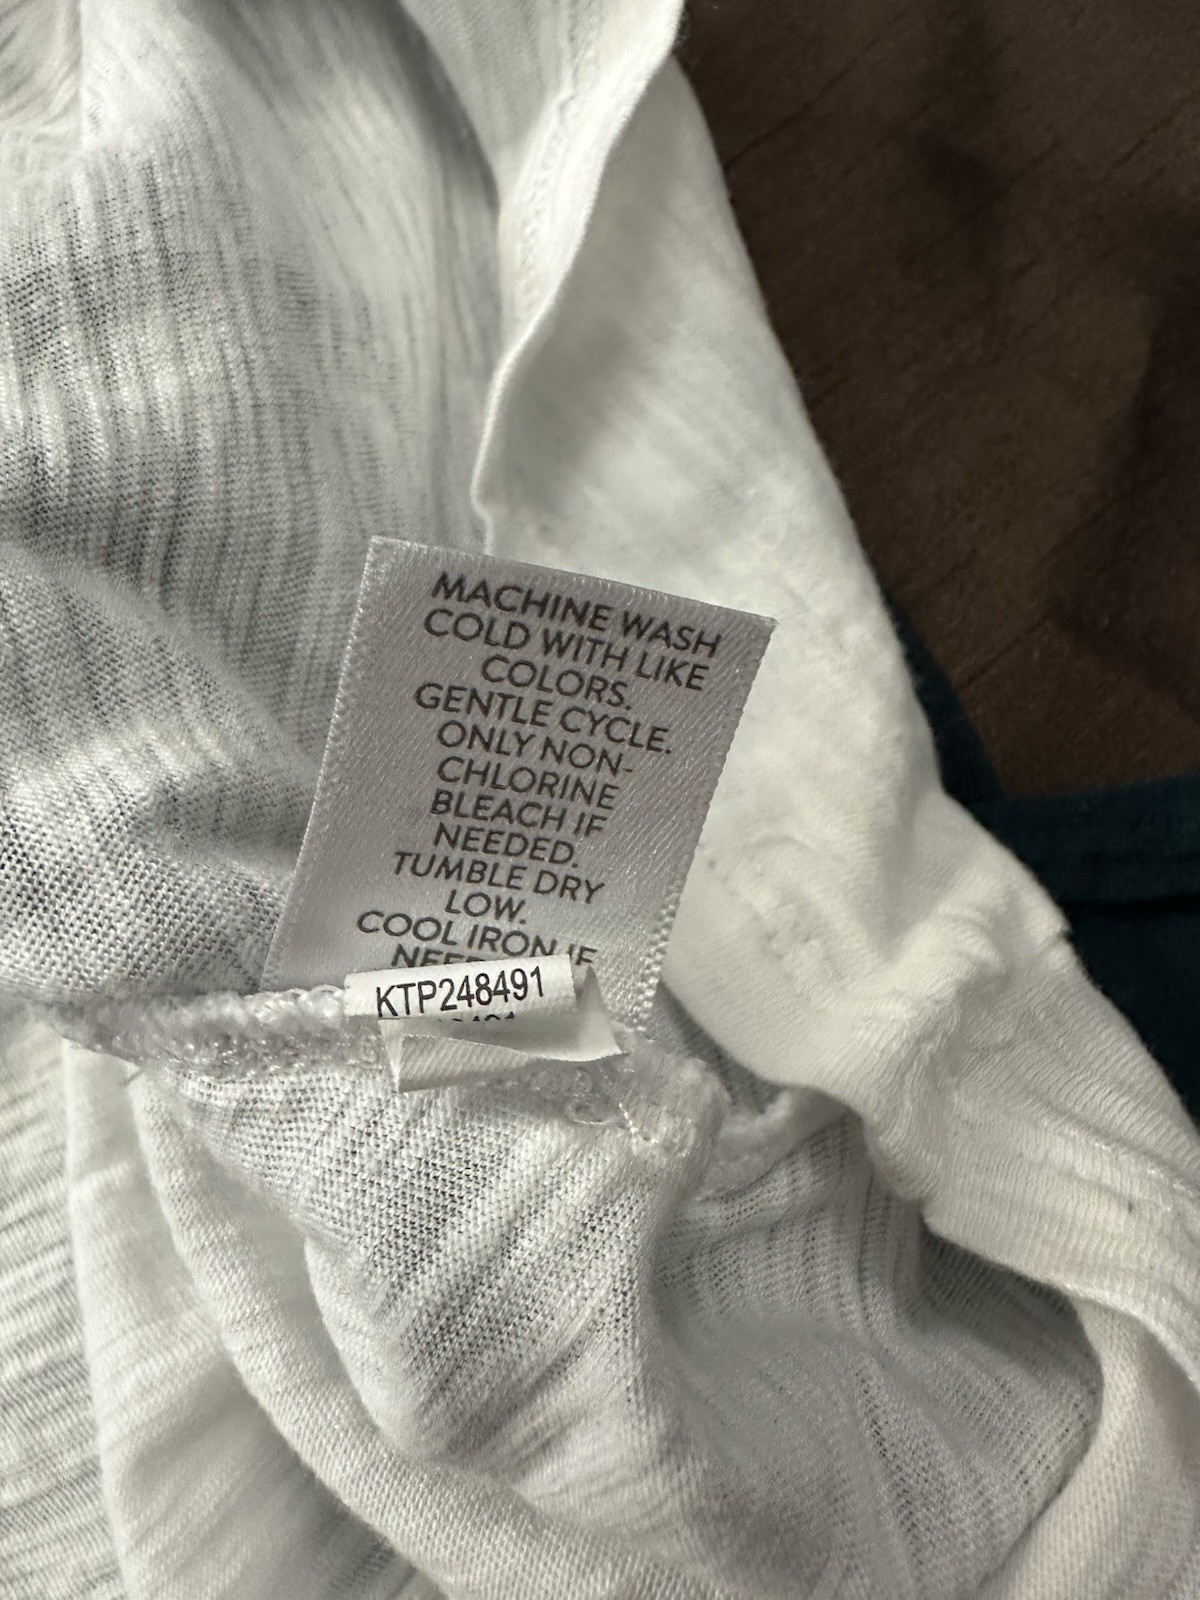 MACHINE WASH
COLD WITH LIKE
COLORS.
GENTLE CYCLE.
ONLY NON-
CHLORINE
BLEACH IF
NEEDED.
TUMBLE DRY
LOW.
COOL IRON IF
KTP248491